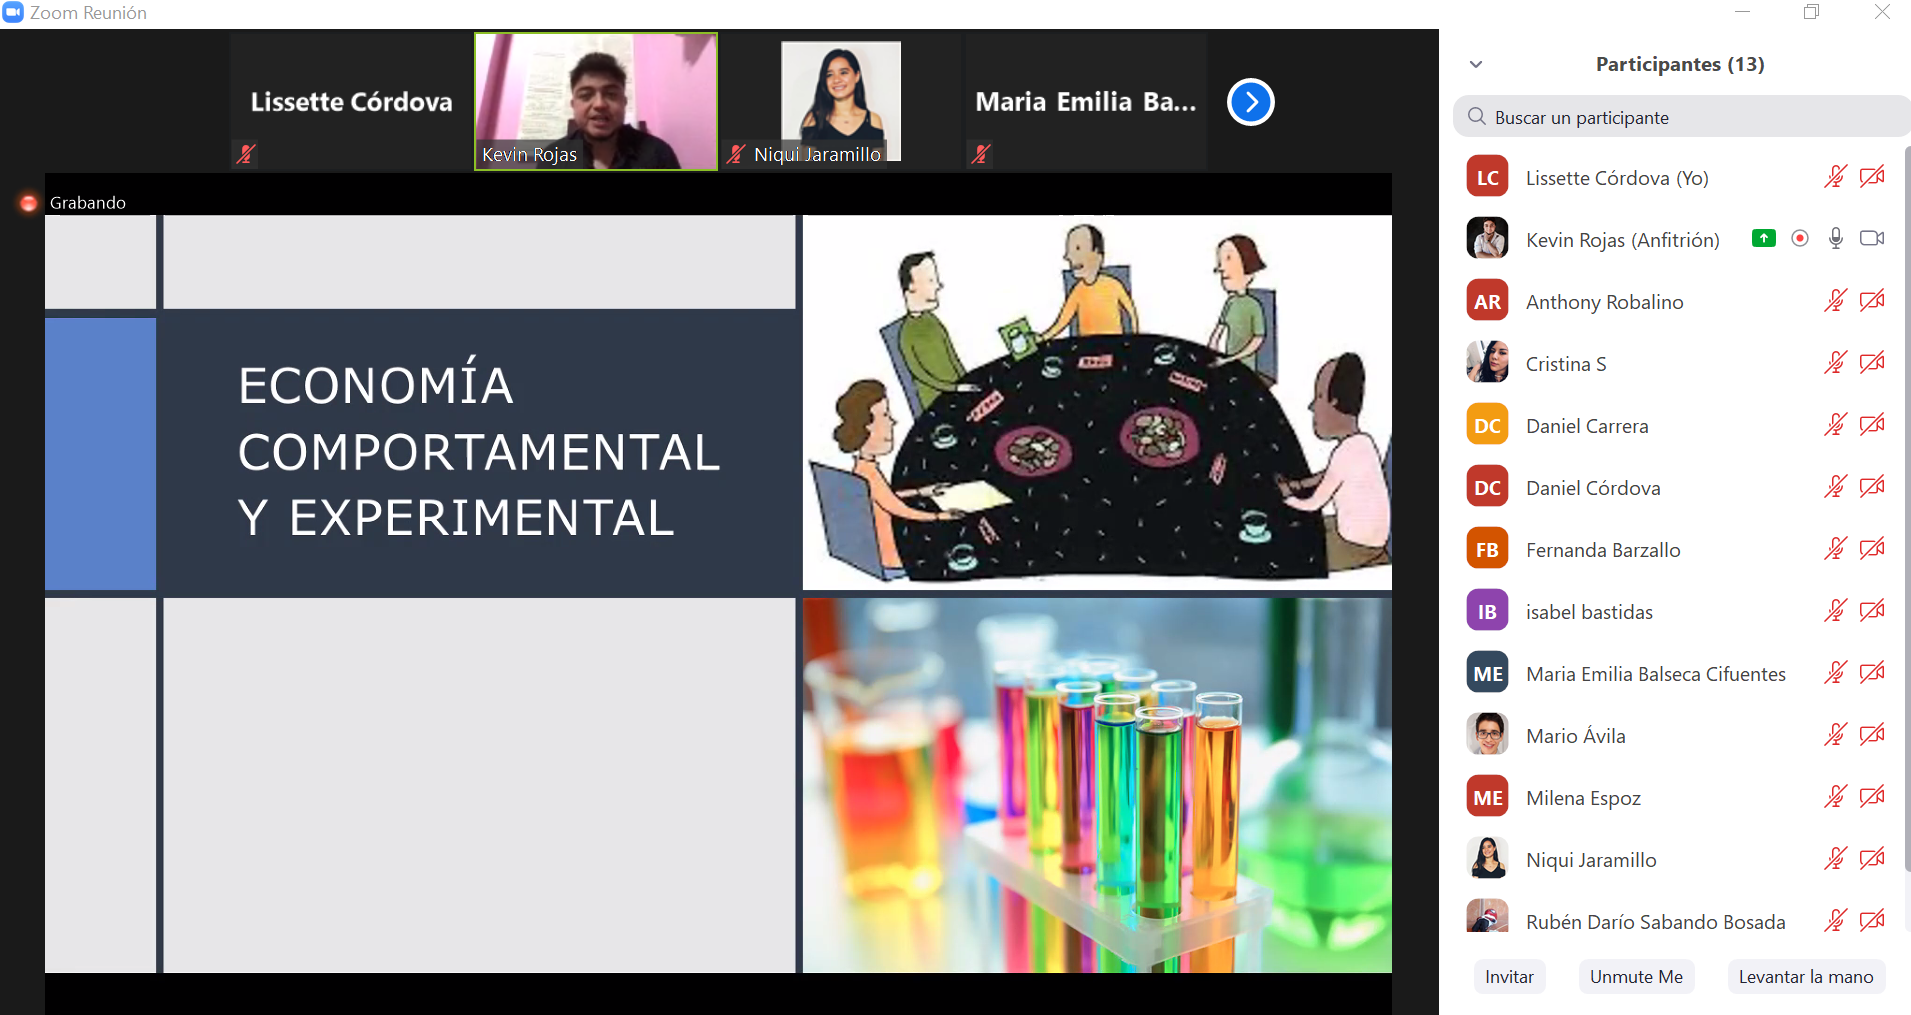 Zoom Reunión
Lissette Córdova
Kevin Rojas
Niqui Jaramillo
Maria Emilia Ba...
Grabando
ECONOMÍA
COMPORTAMENTAL
Y EXPERIMENTAL
Participantes (13)
Buscar un participante
LC Lissette Córdova (Yo)
Kevin Rojas (Anfitrión)
AR Anthony Robalino
Cristina S
DC Daniel Carrera
DC Daniel Córdova
FB Fernanda Barzallo
IB isabel bastidas
ME Maria Emilia Balseca Cifuentes
Mario Ávila
ME Milena Espoz
Niqui Jaramillo
Rubén Darío Sabando Bosada
Invitar Unmute Me Levantar la mano